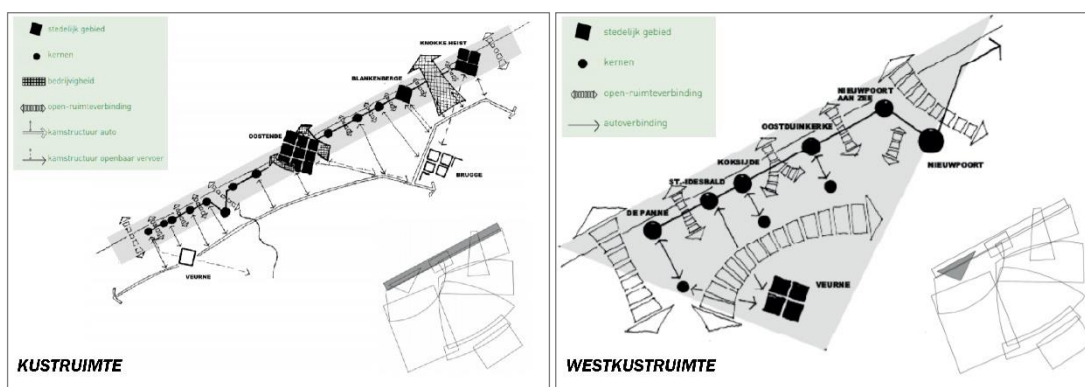 stedelijk gebied
kernen
bedrijvigheid
open-ruimteverbinding
kamstructuur auto
kamstructuur openbaar vervoer
KNOKKE-HEIST
BLANKENBERGE
OOSTENDE
BRUGGE
VEURNE
KUSTRUIMTE
stedelijk gebied
kernen
open-ruimteverbinding
autoverbinding
NIEUWPOORT
AAN ZEE
OOSTDUINKERKE
NIEUWPOORT
KOKSIJDE
ST.-IDESBALD
DE PANNE
VEURNE
WESTKUSTRUIMTE